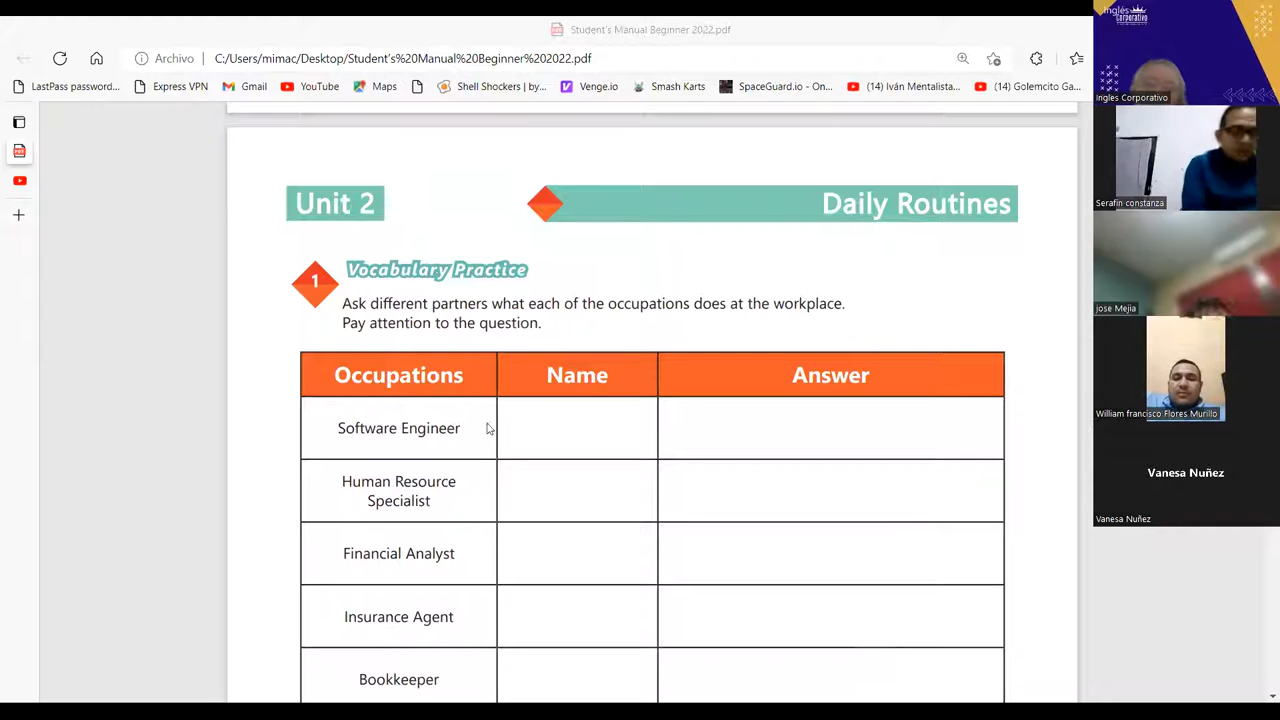 Student's Manual Beginner 2022.pdf
Archivo
C:/Users/mimac/Desktop/Student's%20Manual%20Beginner%202022.pdf
LastPass password...
Express VPN
Gmail
YouTube
Maps
Shell Shockers | by...
Venge.io
Smash Karts
SpaceGuard.io - On...
(14) Iván Mentalista...
(14) Golemcito Ga...
Unit 2
Daily Routines
1
Vocabulary Practice
Ask different partners what each of the occupations does at the workplace.
Pay attention to the question.
Occupations
Name
Answer
Software Engineer
Human Resource
Specialist
Financial Analyst
Insurance Agent
Bookkeeper
Inglés
Corporativo
Ingles Corporativo
Serafin constanza
jose Mejia
William francisco Flores Murillo
Vanesa Nuñez
Vanesa Nuñez